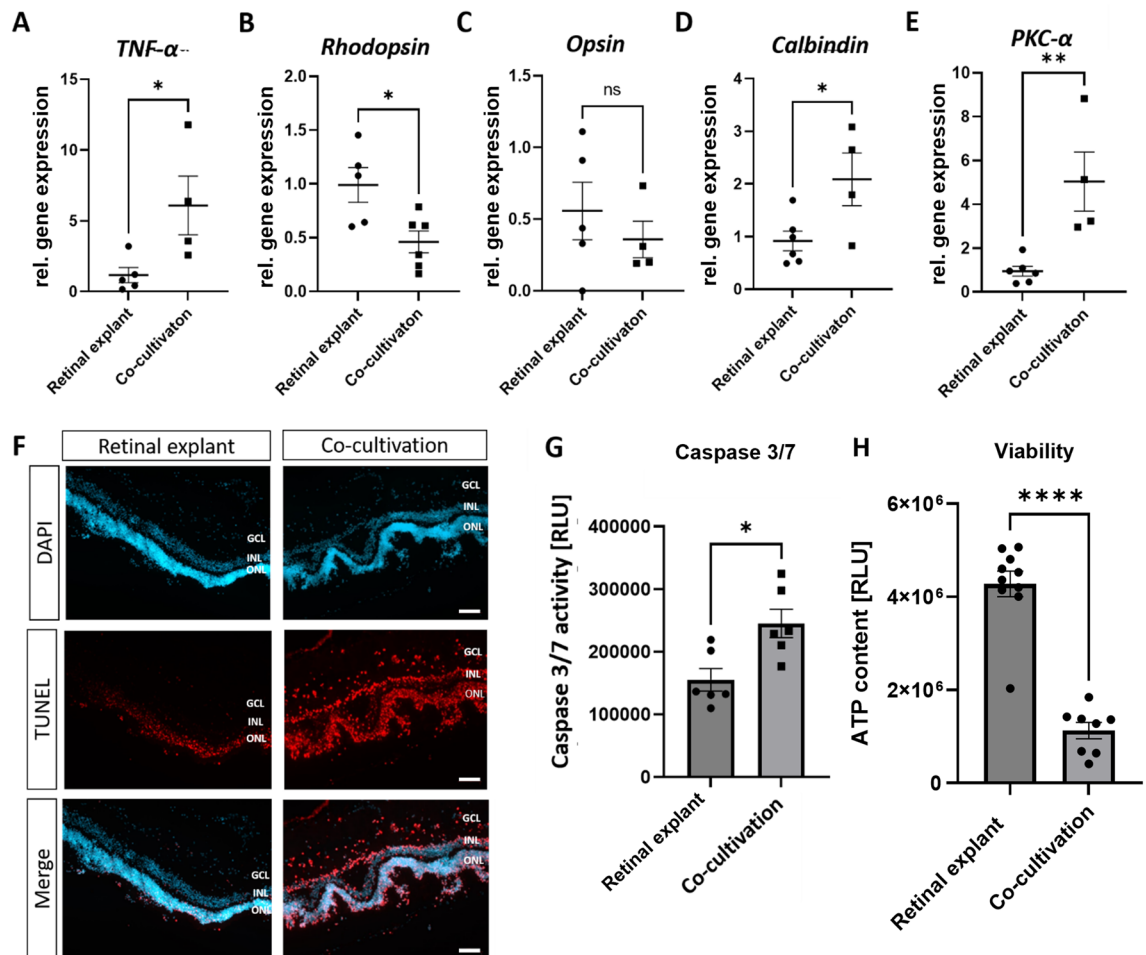 A
TNF-α--
rel. gene expression
15
10
5
0
*
Retinal explant
Co-cultivaton
B
Rhodopsin
rel. gene expression
2.0
1.5
1.0
0.5
0.0
*
Retinal explant
Co-cultivaton
C
Opsin
rel. gene expression
1.5
1.0
0.5
0.0
ns
Retinal explant
Co-cultivaton
D
Calbindin
rel. gene expression
4
3
2
1
0
*
Retinal explant
Co-cultivaton
E
PKC-α
rel. gene expression
10
8
6
4
2
0
**
Retinal explant
Co-cultivaton
F
Retinal explant
Co-cultivation
DAPI
GCL
INL
ONL
GCL
INL
ONL
TUNEL
GCL
INL
ONL
GCL
INL
ONL
Merge
GCL
INL
ONL
GCL
INL
ONL
G
Caspase 3/7
Caspase 3/7 activity [RLU]
400000
300000
200000
100000
0
*
Retinal explant
Co-cultivation
H
Viability
ATP content [RLU]
6×10⁶
4×10⁶
2×10⁶
0
****
Retinal explant
Co-cultivation